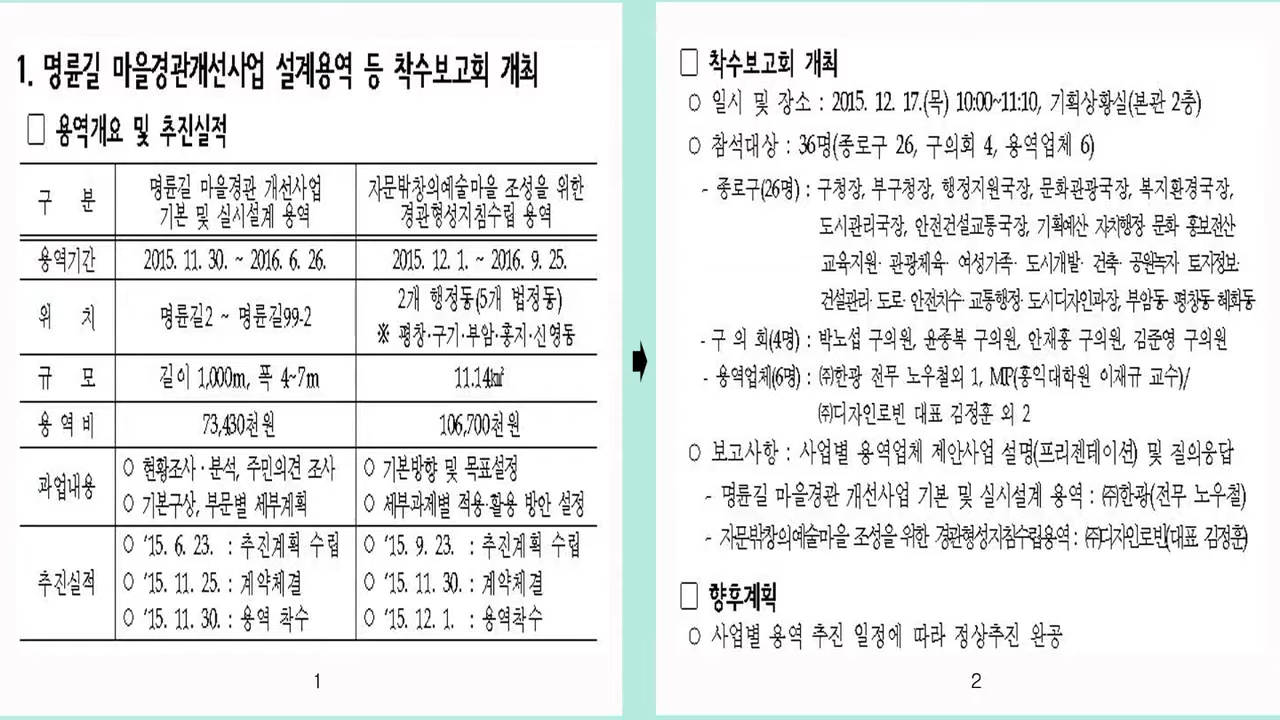 1. 명륜길 마을경관개선사업 설계용역 등 착수보고회 개최
□ 용역개요 및 추진실적
구 분 명륜길 마을경관 개선사업 기본 및 실시설계 용역 자문밖창의예술마을 조성을 위한 경관형성지침수립 용역
용역기간 2015. 11. 30. ~ 2016. 6. 26. 2015. 12. 1. ~ 2016. 9. 25.
위 치 명륜길2 ~ 명륜길99-2 2개 행정동(5개 법정동)
※ 평창·구기·부암·홍지·신영동
규 모 길이 1,000m, 폭 4~7m 11.14㎢
용 역 비 73,430천원 106,700천원
과업내용 ○ 현황조사·분석, 주민의견 조사 ○ 기본방향 및 목표설정
○ 기본구상, 부문별 세부계획 ○ 세부과제별 적용·활용 방안 설정
추진실적 ○ '15. 6. 23. : 추진계획 수립 ○ '15. 9. 23. : 추진계획 수립
○ '15. 11. 25. : 계약체결 ○ '15. 11. 30. : 계약체결
○ '15. 11. 30. : 용역 착수 ○ '15. 12. 1. : 용역착수
1
□ 착수보고회 개최
○ 일시 및 장소 : 2015. 12. 17.(목) 10:00~11:10, 기획상황실(본관 2층)
○ 참석대상 : 36명(종로구 26, 구의회 4, 용역업체 6)
- 종로구(26명) : 구청장, 부구청장, 행정지원국장, 문화관광국장, 복지환경국장,
도시관리국장, 안전건설교통국장, 기획예산·자치행정·문화·홍보전산·
교육지원·관광체육·여성가족·도시개발·건축·공원녹지·토지정보·
건설관리·도로·안전치수·교통행정·도시디자인과장, 부암동·평창동·혜화동
- 구 의 회(4명) : 박노섭 구의원, 윤종복 구의원, 안재홍 구의원, 김준영 구의원
- 용역업체(6명) : ㈜한광 전무 노우철외 1, MP(홍익대학원 이재규 교수)/
㈜디자인로빈 대표 김정훈 외 2
○ 보고사항 : 사업별 용역업체 제안사업 설명(프리젠테이션) 및 질의응답
- 명륜길 마을경관 개선사업 기본 및 실시설계 용역 : ㈜한광(전무 노우철)
- 자문밖창의예술마을 조성을 위한 경관형성지침수립용역 : ㈜디자인로빈(대표 김정훈)
□ 향후계획
○ 사업별 용역 추진 일정에 따라 정상추진 완공
2